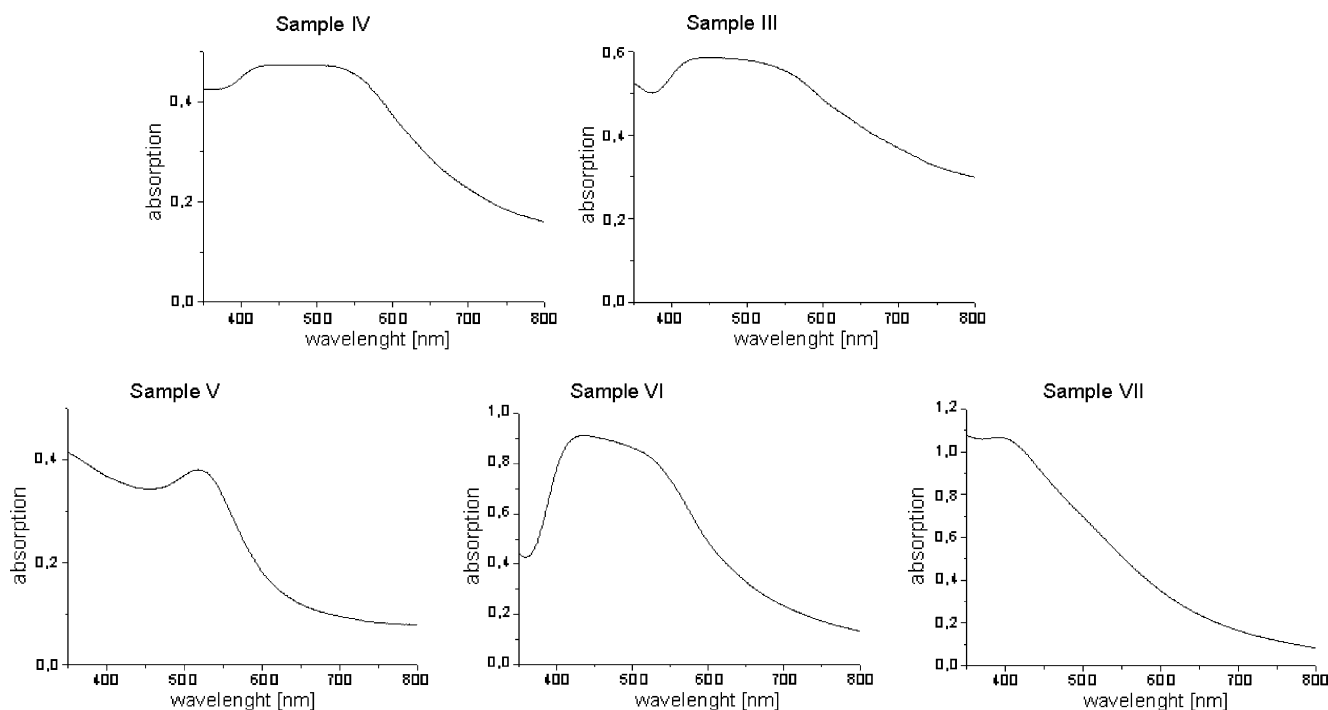 Sample IV
0,4
0,2
0,0
absorption
400 500 600 700 800
wavelenght [nm]
Sample III
0,6
0,4
0,2
0,0
absorption
400 500 600 700 800
wavelenght [nm]
Sample V
0,4
0,2
0,0
absorption
400 500 600 700 800
wavelenght [nm]
Sample VI
1,0
0,8
0,6
0,4
0,2
0,0
absorption
400 500 600 700 800
wavelenght [nm]
Sample VII
1,2
1,0
0,8
0,6
0,4
0,2
0,0
absorption
400 500 600 700 800
wavelenght [nm]